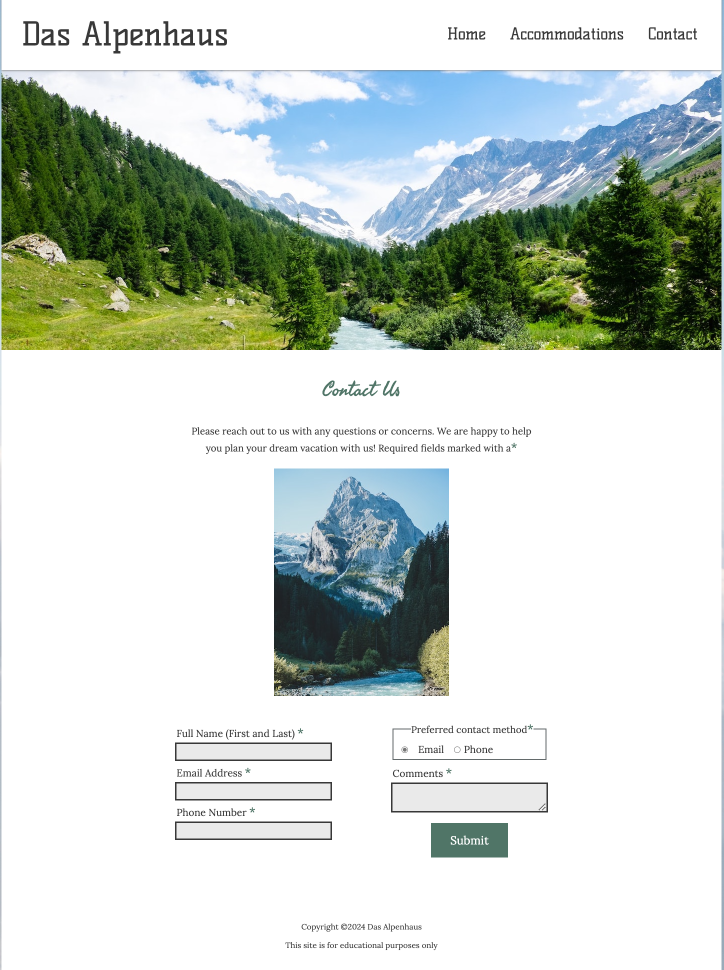 Das Alpenhaus
Home Accommodations Contact
Contact Us
Please reach out to us with any questions or concerns. We are happy to help
you plan your dream vacation with us! Required fields marked with a*
Full Name (First and Last) *
Email Address *
Phone Number *
Preferred contact method*
Email Phone
Comments *
Submit
Copyright ©2024 Das Alpenhaus
This site is for educational purposes only